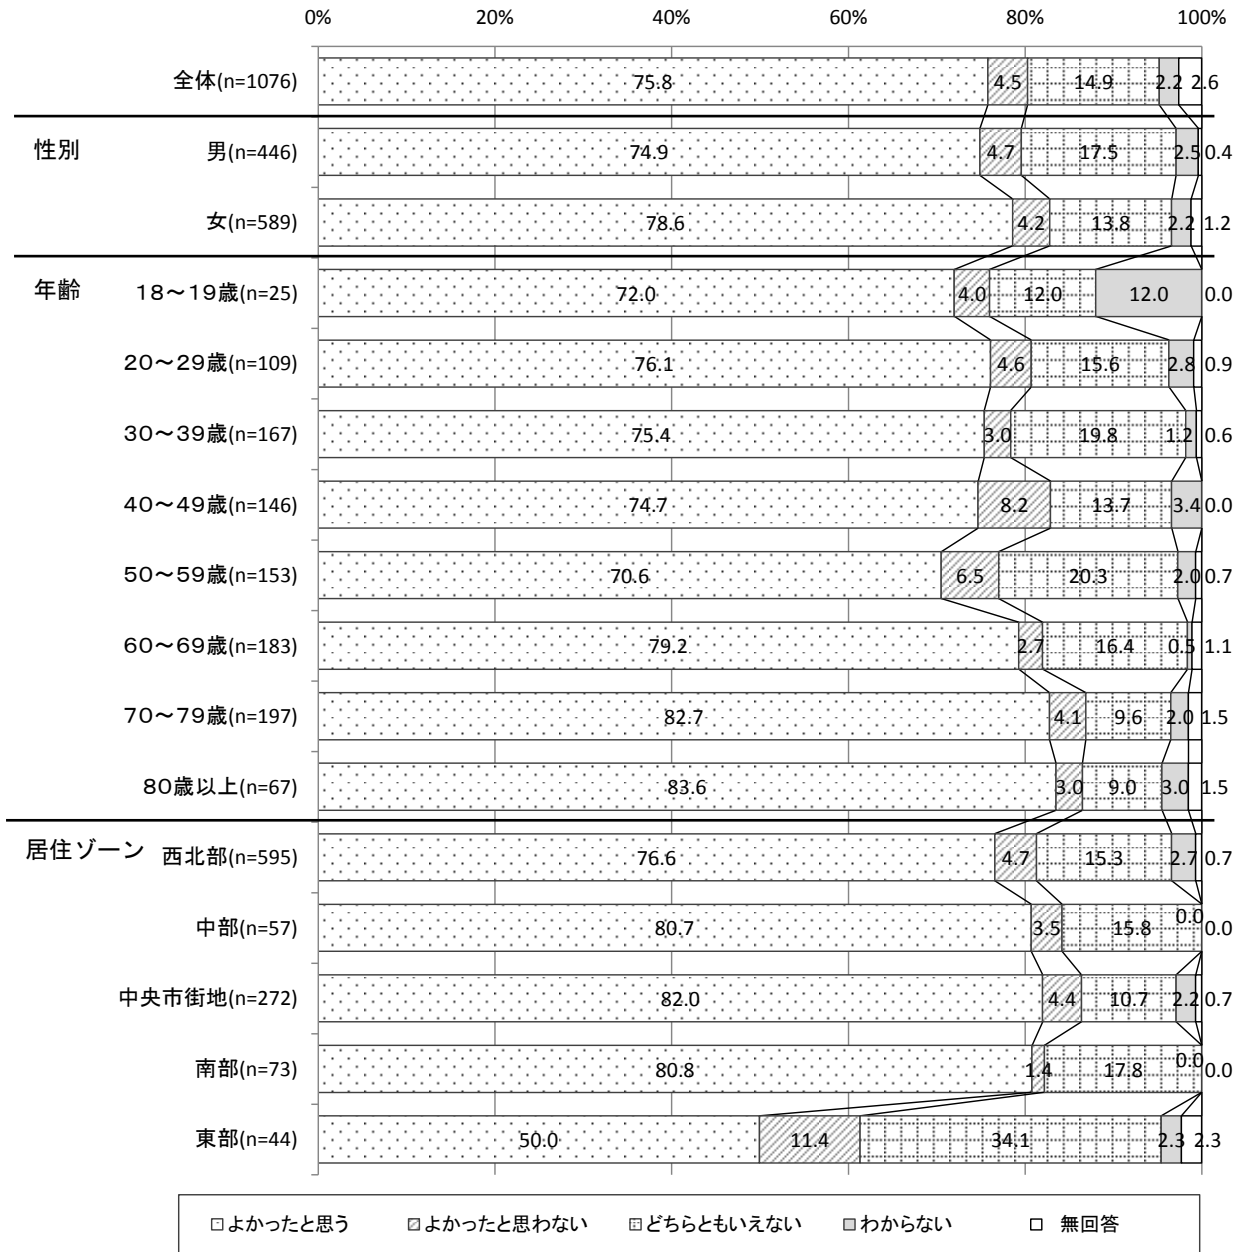 0% 20% 40% 60% 80% 100%
全体(n=1076) 75.8 4.5 14.9 2.2 2.6
性別 男(n=446) 74.9 4.7 17.5 2.5 0.4
女(n=589) 78.6 4.2 13.8 2.2 1.2
年齢 18～19歳(n=25) 72.0 4.0 12.0 12.0 0.0
20～29歳(n=109) 76.1 4.6 15.6 2.8 0.9
30～39歳(n=167) 75.4 3.0 19.8 1.2 0.6
40～49歳(n=146) 74.7 8.2 13.7 3.4 0.0
50～59歳(n=153) 70.6 6.5 20.3 2.0 0.7
60～69歳(n=183) 79.2 2.7 16.4 0.5 1.1
70～79歳(n=197) 82.7 4.1 9.6 2.0 1.5
80歳以上(n=67) 83.6 3.0 9.0 3.0 1.5
居住ゾーン 西北部(n=595) 76.6 4.7 15.3 2.7 0.7
中部(n=57) 80.7 3.5 15.8 0.0 0.0
中央市街地(n=272) 82.0 4.4 10.7 2.2 0.7
南部(n=73) 80.8 1.4 17.8 0.0 0.0
東部(n=44) 50.0 11.4 34.1 2.3 2.3
よかったと思う よかったと思わない どちらともいえない わからない 無回答